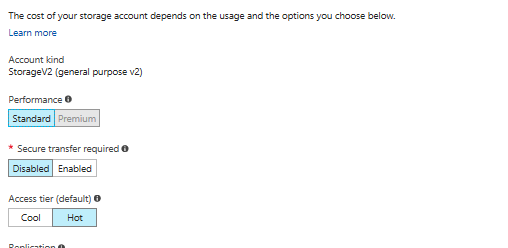 The cost of your storage account depends on the usage and the options you choose below.
Learn more
Account kind
StorageV2 (general purpose v2)
Performance
Standard Premium
* Secure transfer required
Disabled Enabled
Access tier (default)
Cool Hot
Replication